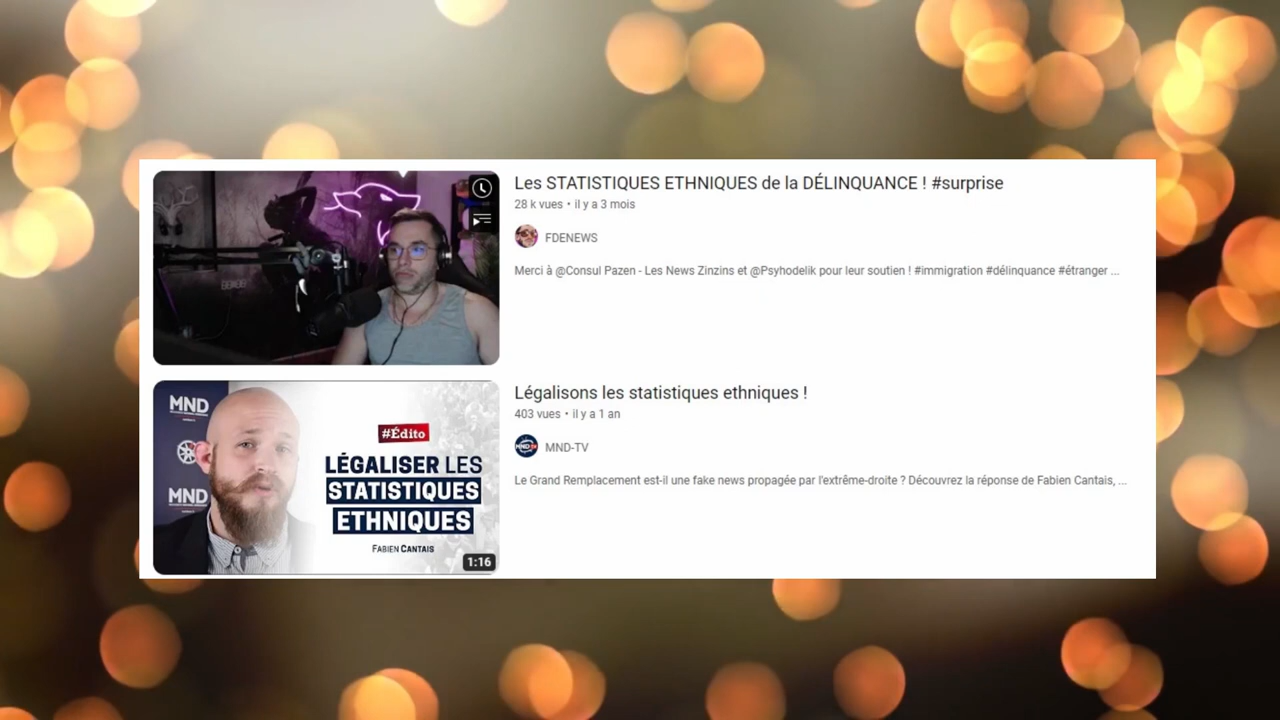 Les STATISTIQUES ETHNIQUES de la DÉLINQUANCE ! #surprise
28 k vues • il y a 3 mois
FDENEWS
Merci à @Consul Pazen - Les News Zinzins et @Psyhodelik pour leur soutien ! #immigration #délinquance #étranger ...
MND
MND
#Édito
LÉGALISER LES
STATISTIQUES
ETHNIQUES
FABIEN CANTAIS
1:16
Légalisons les statistiques ethniques !
403 vues • il y a 1 an
MND-TV
Le Grand Remplacement est-il une fake news propagée par l'extrême-droite ? Découvrez la réponse de Fabien Cantais, ...